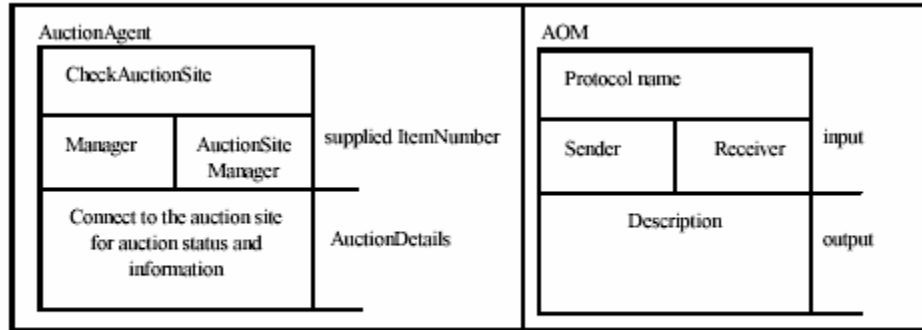 AuctionAgent
CheckAuctionSite
Manager
AuctionSite
Manager
supplied ItemNumber
Connect to the auction site
for auction status and
information
AuctionDetails
AOM
Protocol name
Sender
Receiver
input
Description
output